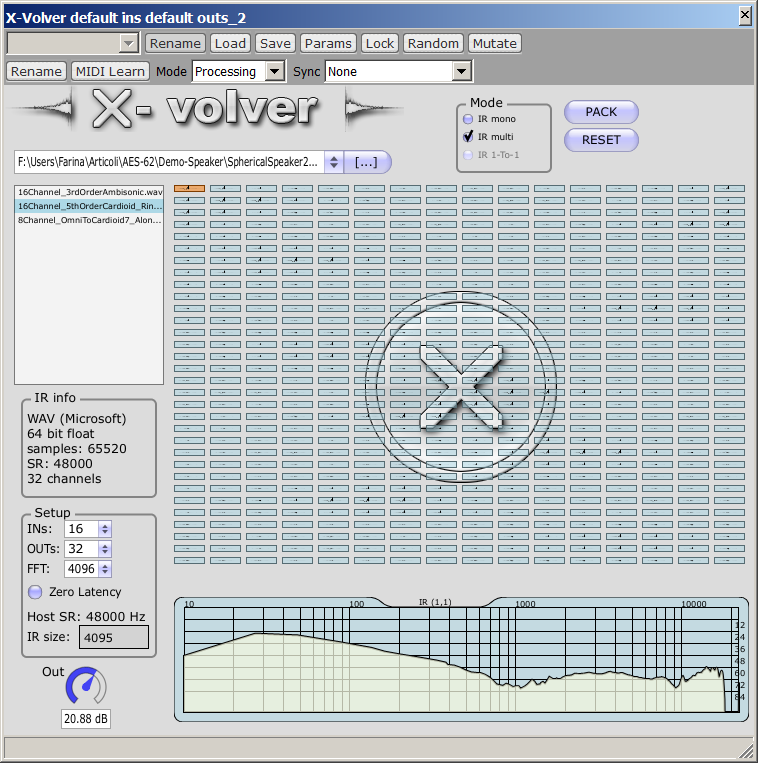 X-Volver default ins default outs_2
Rename Load Save Params Lock Random Mutate
Rename MIDI Learn Mode Processing Sync None
X- volver
Mode
IR mono
IR multi
IR 1-To-1
PACK
RESET
F:\Users\Farina\Articoli\AES-62\Demo-Speaker\SphericalSpeaker2...
[...]
16Channel_3rdOrderAmbisonic.wav
16Channel_5thOrderCardioid_Rin...
8Channel_OmniToCardioid7_Alon...
IR info
WAV (Microsoft)
64 bit float
samples: 65520
SR: 48000
32 channels
Setup
INs: 16
OUTs: 32
FFT: 4096
Zero Latency
Host SR: 48000 Hz
IR size: 4095
Out
20.88 dB
IR (1,1)
10 100 1000 10000
12
24
36
48
60
72
84